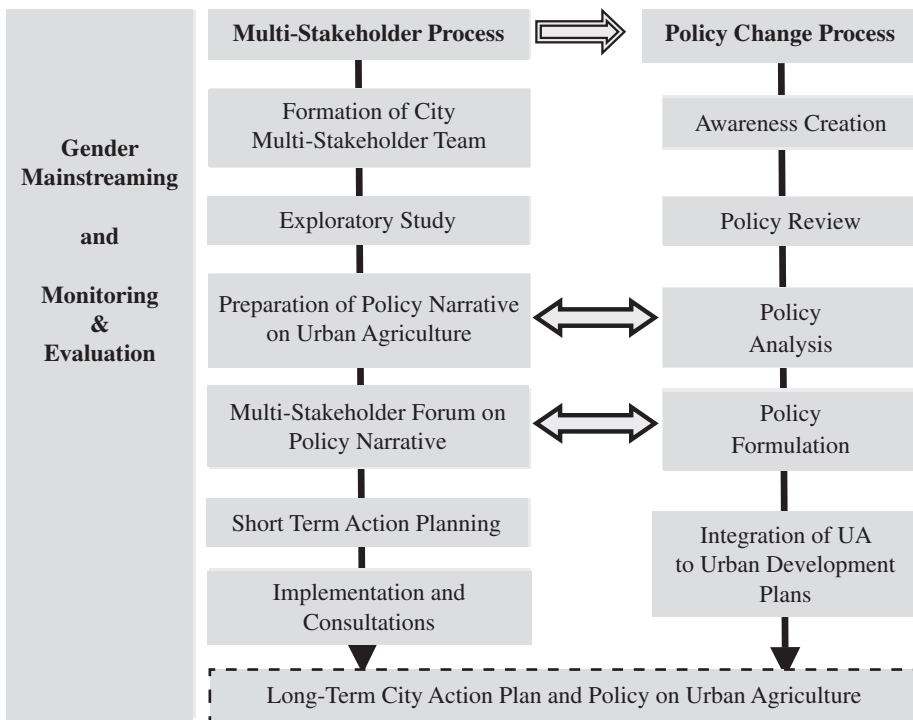 Gender
Mainstreaming
and
Monitoring
&
Evaluation
Multi-Stakeholder Process
Formation of City
Multi-Stakeholder Team
Exploratory Study
Preparation of Policy Narrative
on Urban Agriculture
Multi-Stakeholder Forum on
Policy Narrative
Short Term Action Planning
Implementation and
Consultations
Policy Change Process
Awareness Creation
Policy Review
Policy
Analysis
Policy
Formulation
Integration of UA
to Urban Development
Plans
Long-Term City Action Plan and Policy on Urban Agriculture